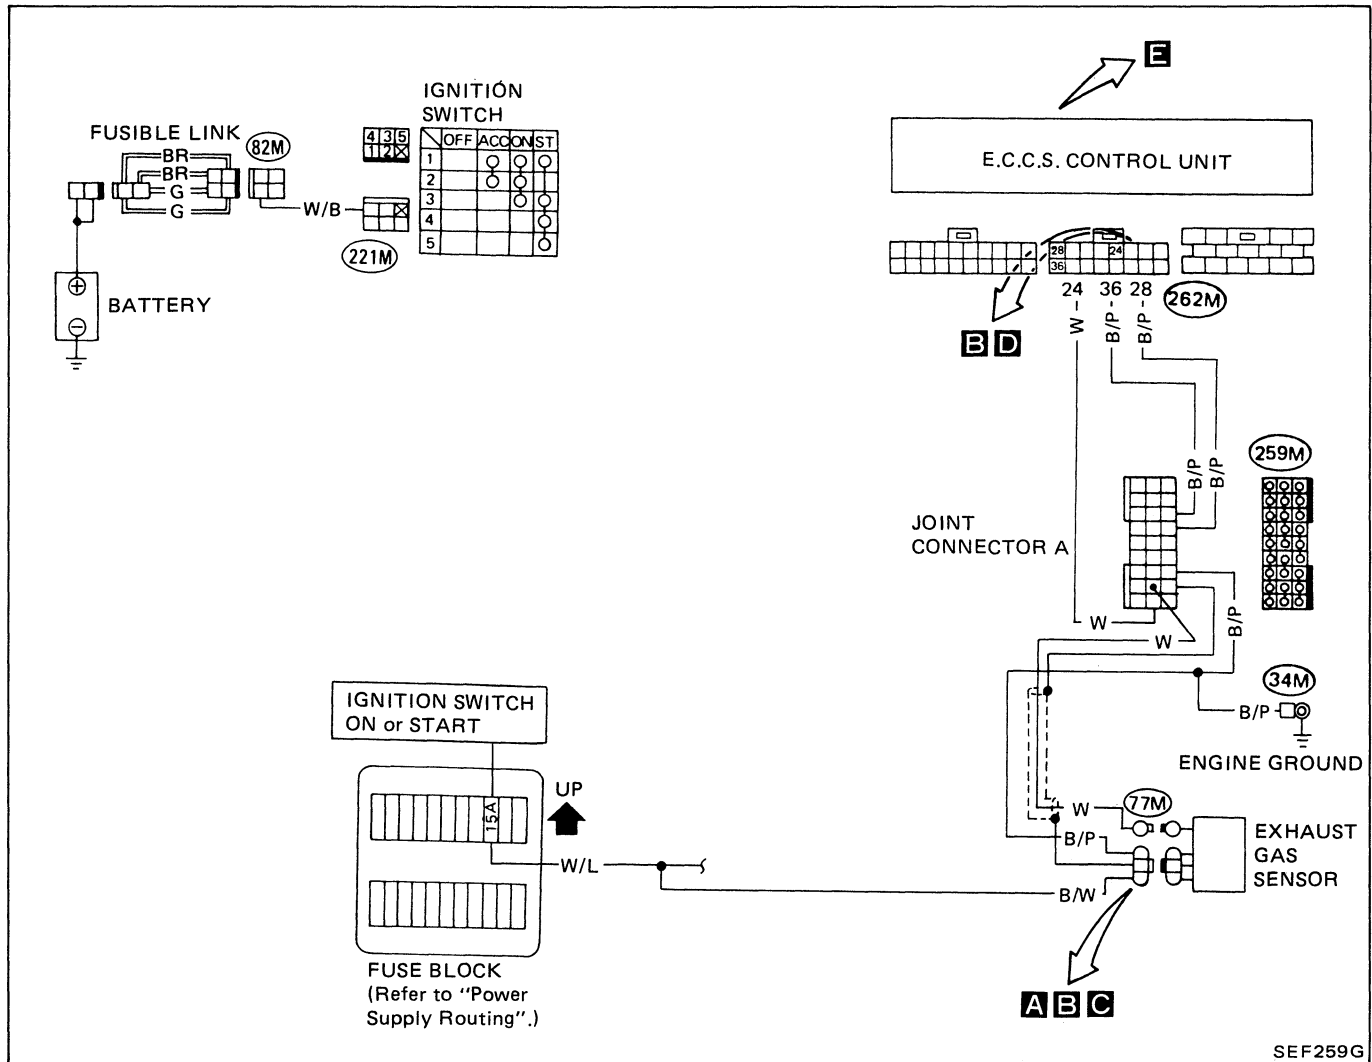 E
IGNITION
SWITCH
OFF ACC ON ST
1
2
3
4
5
4 3 5
1 2
FUSIBLE LINK
82M
BR
BR
G
G
W/B
221M
BATTERY
E.C.C.S. CONTROL UNIT
28 24
36
24 36 28
262M
W
B/P
B/P
B D
259M
B/P
B/P
JOINT
CONNECTOR A
W
W
B/P
34M
B/P
ENGINE GROUND
IGNITION SWITCH
ON or START
UP
15A
W/L
FUSE BLOCK
(Refer to "Power
Supply Routing".)
77M
W
B/P
B/W
EXHAUST
GAS
SENSOR
A B C
SEF259G